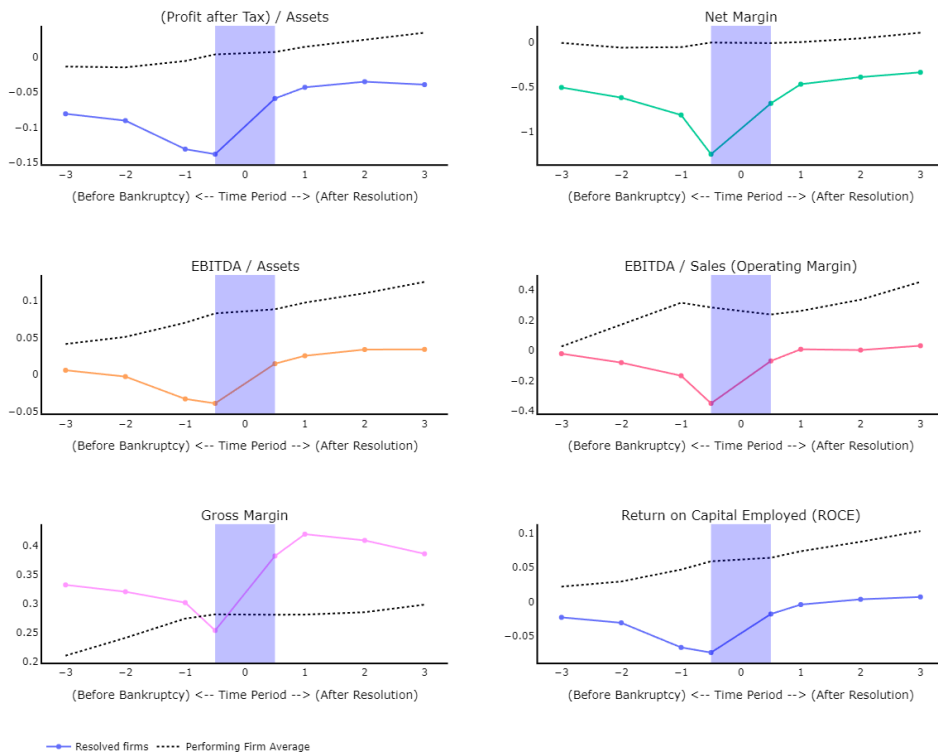 (Profit after Tax) / Assets
0
−0.05
−0.1
−0.15
−3 −2 −1 0 1 2 3
(Before Bankruptcy) <-- Time Period --> (After Resolution)
Net Margin
0
−0.5
−1
−3 −2 −1 0 1 2 3
(Before Bankruptcy) <-- Time Period --> (After Resolution)
EBITDA / Assets
0.1
0.05
0
−0.05
−3 −2 −1 0 1 2 3
(Before Bankruptcy) <-- Time Period --> (After Resolution)
EBITDA / Sales (Operating Margin)
0.4
0.2
0
−0.2
−0.4
−3 −2 −1 0 1 2 3
(Before Bankruptcy) <-- Time Period --> (After Resolution)
Gross Margin
0.4
0.35
0.3
0.25
0.2
−3 −2 −1 0 1 2 3
(Before Bankruptcy) <-- Time Period --> (After Resolution)
Return on Capital Employed (ROCE)
0.1
0.05
0
−0.05
−3 −2 −1 0 1 2 3
(Before Bankruptcy) <-- Time Period --> (After Resolution)
Resolved firms Performing Firm Average